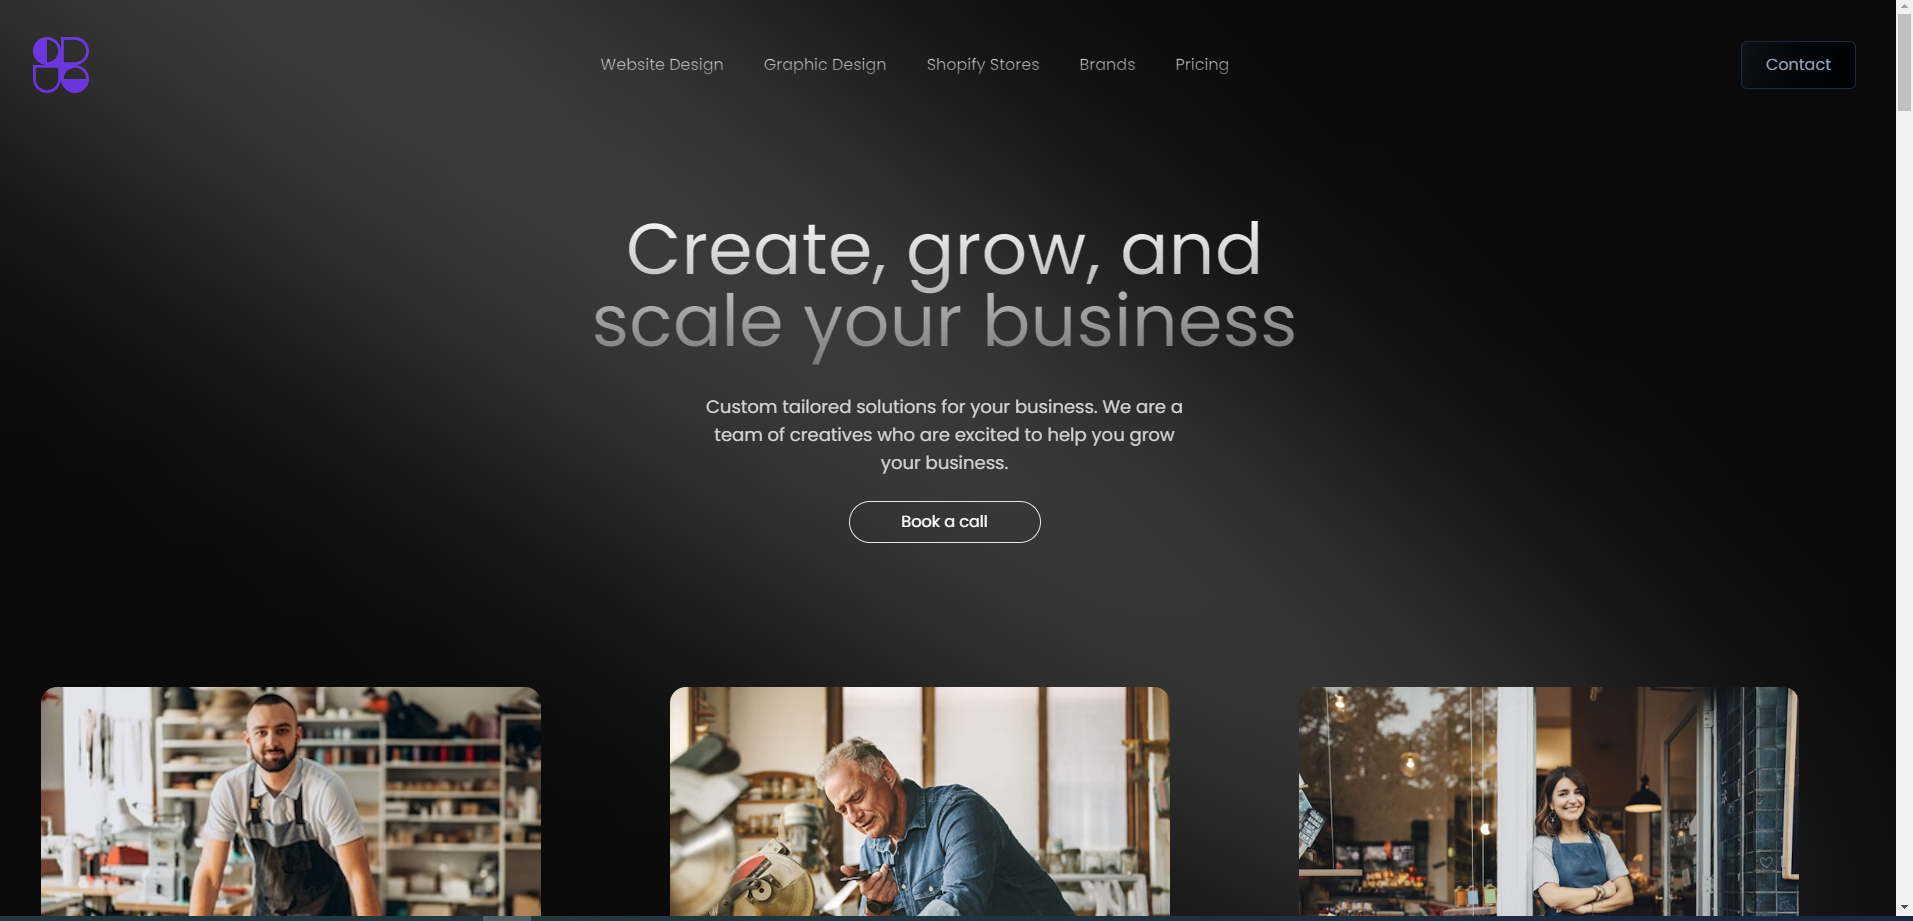 Website Design
Graphic Design
Shopify Stores
Brands
Pricing
Contact
Create, grow, and
scale your business
Custom tailored solutions for your business. We are a
team of creatives who are excited to help you grow
your business.
Book a call